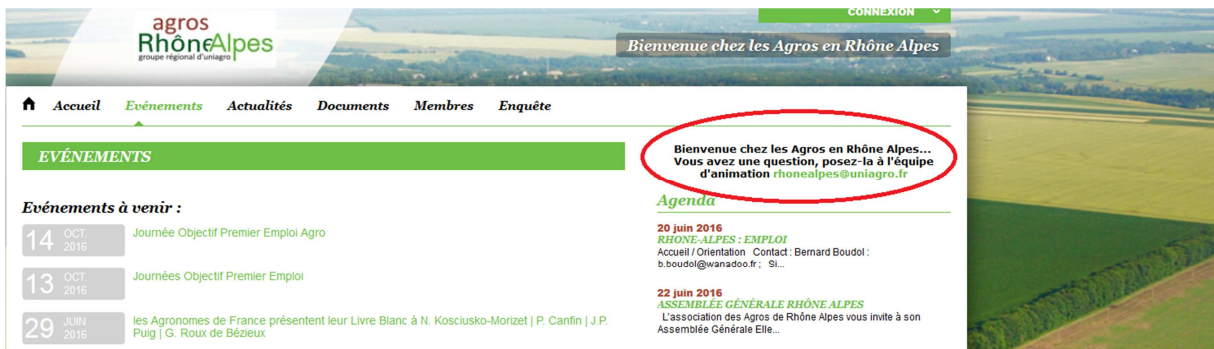 CONNEXION
agros
RhôneAlpes
groupe régional d'uniagro
Bienvenue chez les Agros en Rhône Alpes
Accueil Evénements Actualités Documents Membres Enquête
EVÉNEMENTS
Evénements à venir :
14 OCT. 2016
Journée Objectif Premier Emploi Agro
13 OCT. 2016
Journées Objectif Premier Emploi
29 JUIN 2016
les Agronomes de France présentent leur Livre Blanc à N. Kosciusko-Morizet | P. Canfin | J.P.
Puig | G. Roux de Bézieux
Bienvenue chez les Agros en Rhône Alpes...
Vous avez une question, posez-la à l'équipe
d'animation rhonealpes@uniagro.fr
Agenda
20 juin 2016
RHONE-ALPES : EMPLOI
Accueil / Orientation Contact : Bernard Boudol :
b.boudol@wanadoo.fr ; Si...
22 juin 2016
ASSEMBLÉE GÉNÉRALE RHÔNE ALPES
L'association des Agros de Rhône Alpes vous invite à son
Assemblée Générale Elle...